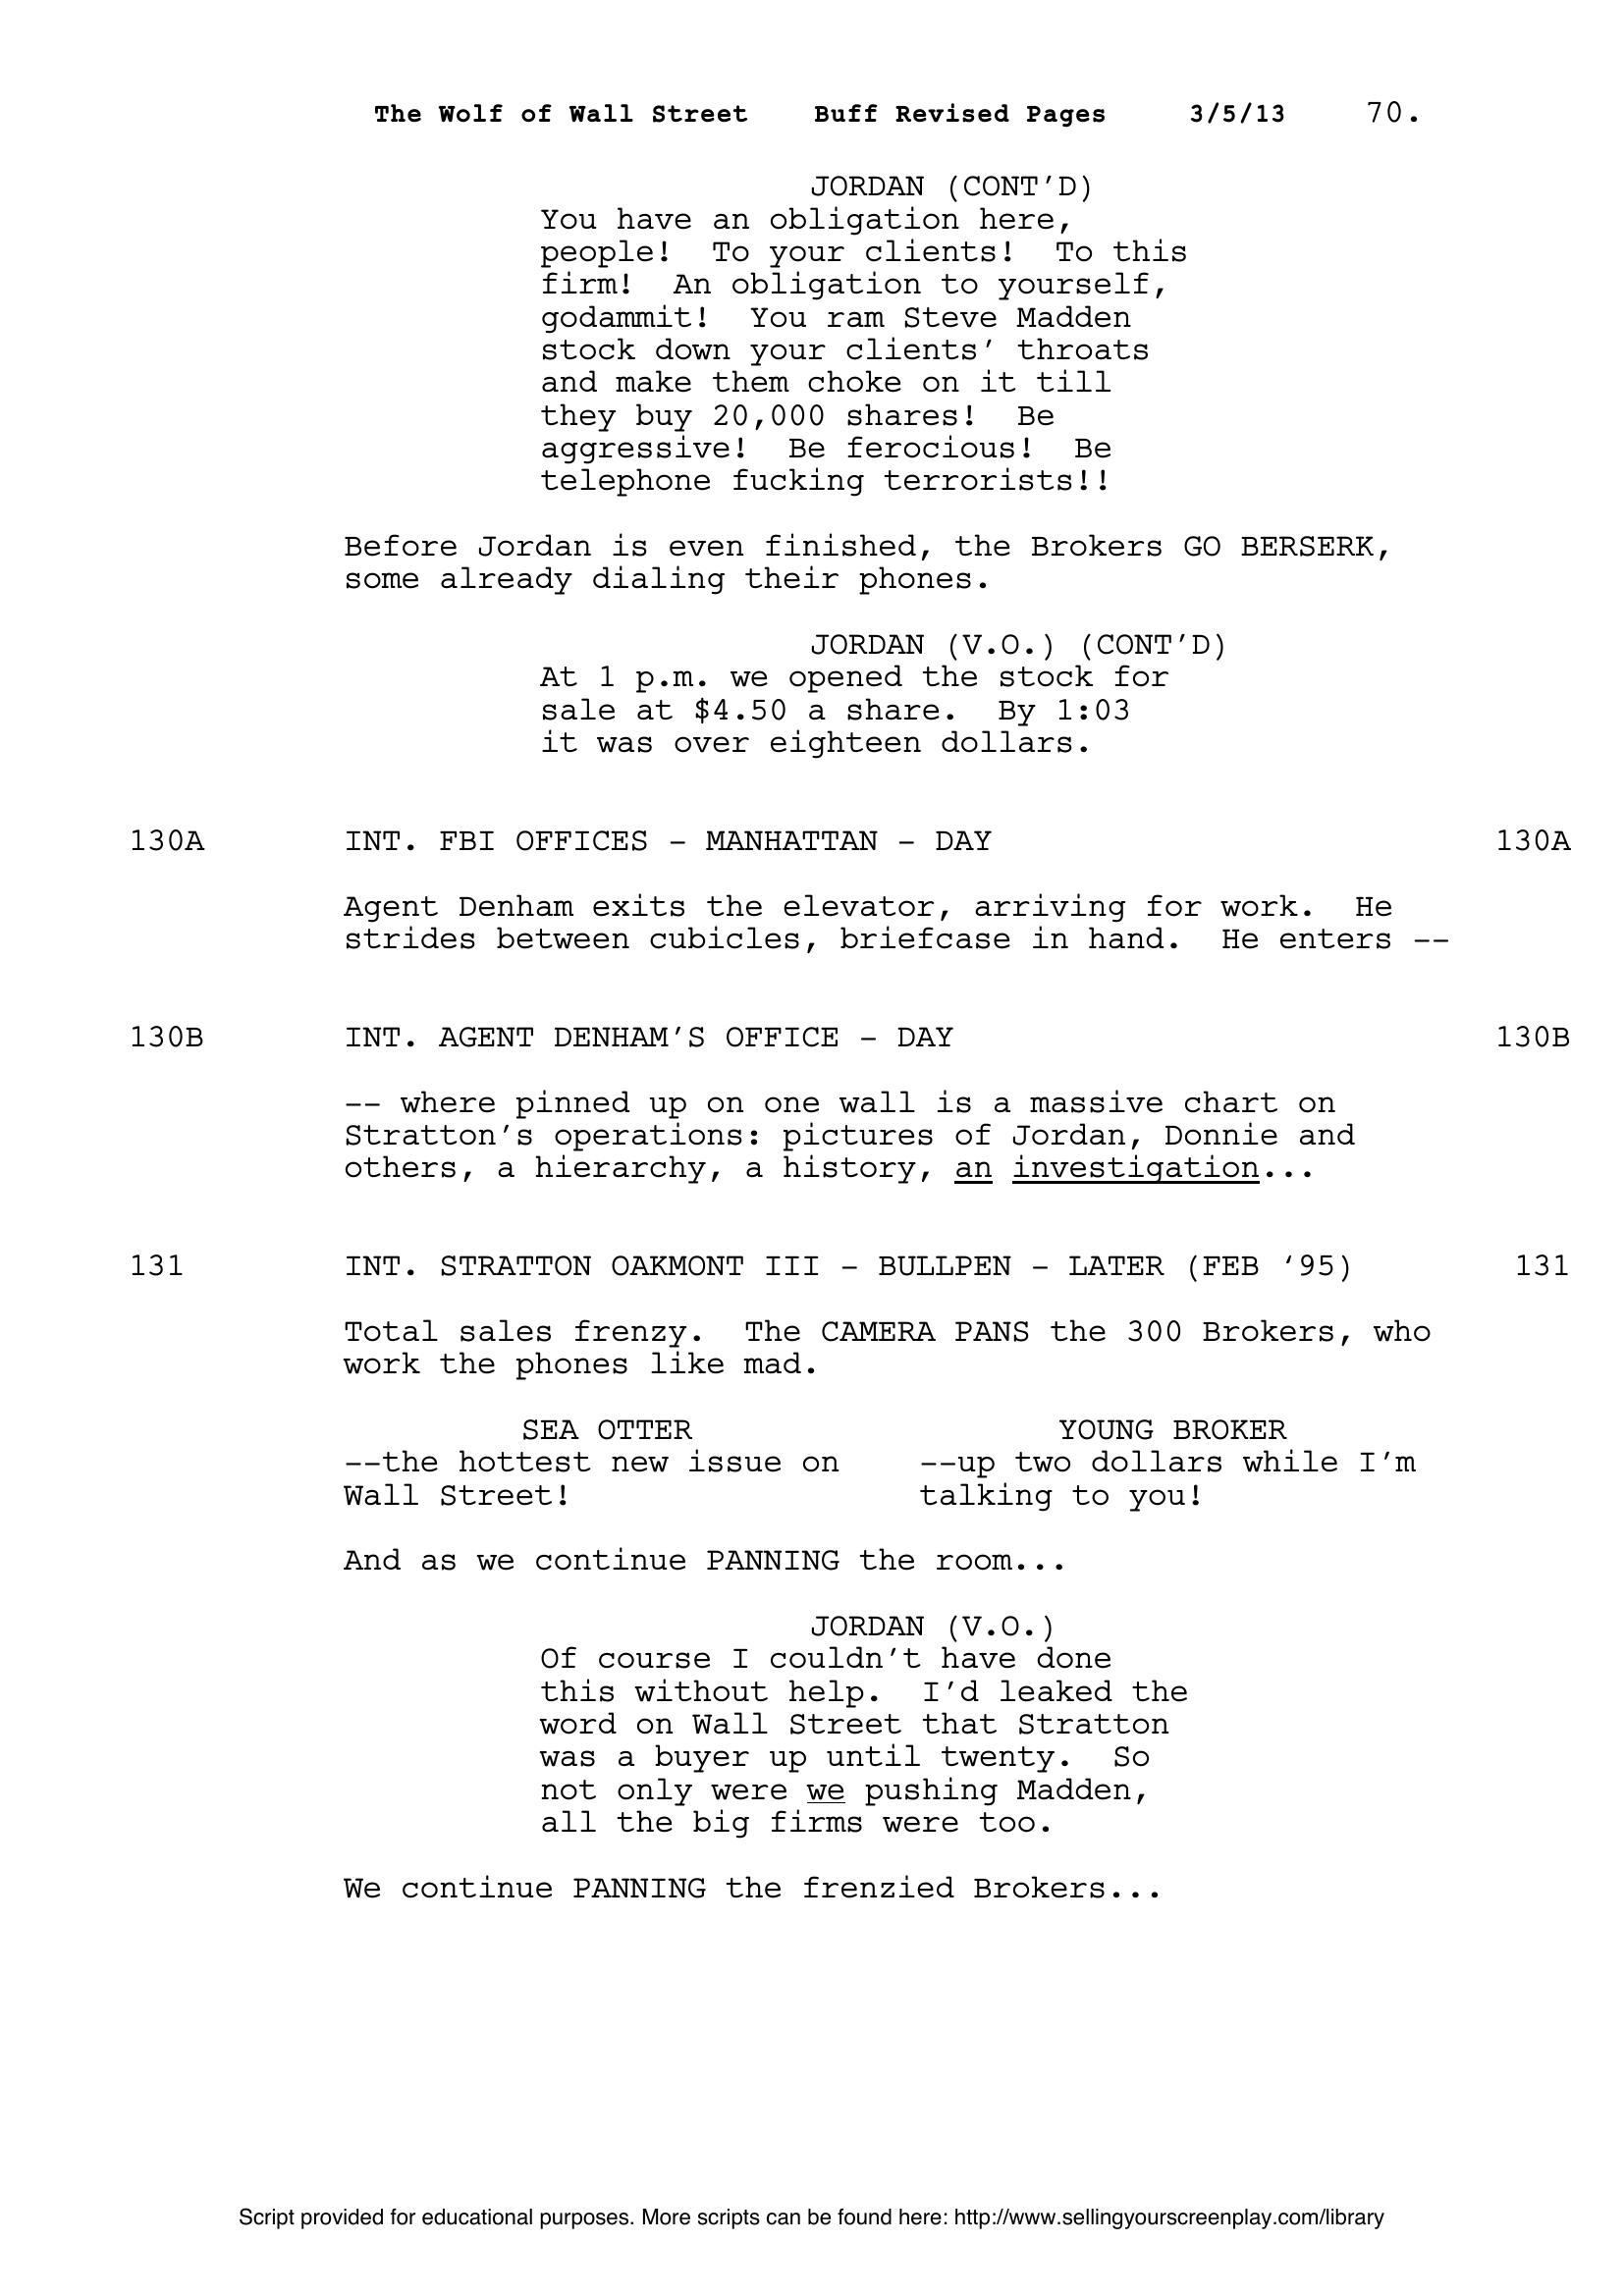 The Wolf of Wall Street Buff Revised Pages 3/5/13 70.
JORDAN (CONT'D)
You have an obligation here,
people! To your clients! To this
firm! An obligation to yourself,
godammit! You ram Steve Madden
stock down your clients' throats
and make them choke on it till
they buy 20,000 shares! Be
aggressive! Be ferocious! Be
telephone fucking terrorists!!
Before Jordan is even finished, the Brokers GO BERSERK,
some already dialing their phones.
JORDAN (V.O.) (CONT'D)
At 1 p.m. we opened the stock for
sale at $4.50 a share. By 1:03
it was over eighteen dollars.
130A INT. FBI OFFICES - MANHATTAN - DAY 130A
Agent Denham exits the elevator, arriving for work. He
strides between cubicles, briefcase in hand. He enters --
130B INT. AGENT DENHAM'S OFFICE - DAY 130B
-- where pinned up on one wall is a massive chart on
Stratton's operations: pictures of Jordan, Donnie and
others, a hierarchy, a history, an investigation...
131 INT. STRATTON OAKMONT III - BULLPEN - LATER (FEB '95) 131
Total sales frenzy. The CAMERA PANS the 300 Brokers, who
work the phones like mad.
SEA OTTER
--the hottest new issue on
Wall Street!
YOUNG BROKER
--up two dollars while I'm
talking to you!
And as we continue PANNING the room...
JORDAN (V.O.)
Of course I couldn't have done
this without help. I'd leaked the
word on Wall Street that Stratton
was a buyer up until twenty. So
not only were we pushing Madden,
all the big firms were too.
We continue PANNING the frenzied Brokers...
Script provided for educational purposes. More scripts can be found here: http://www.sellingyourscreenplay.com/library